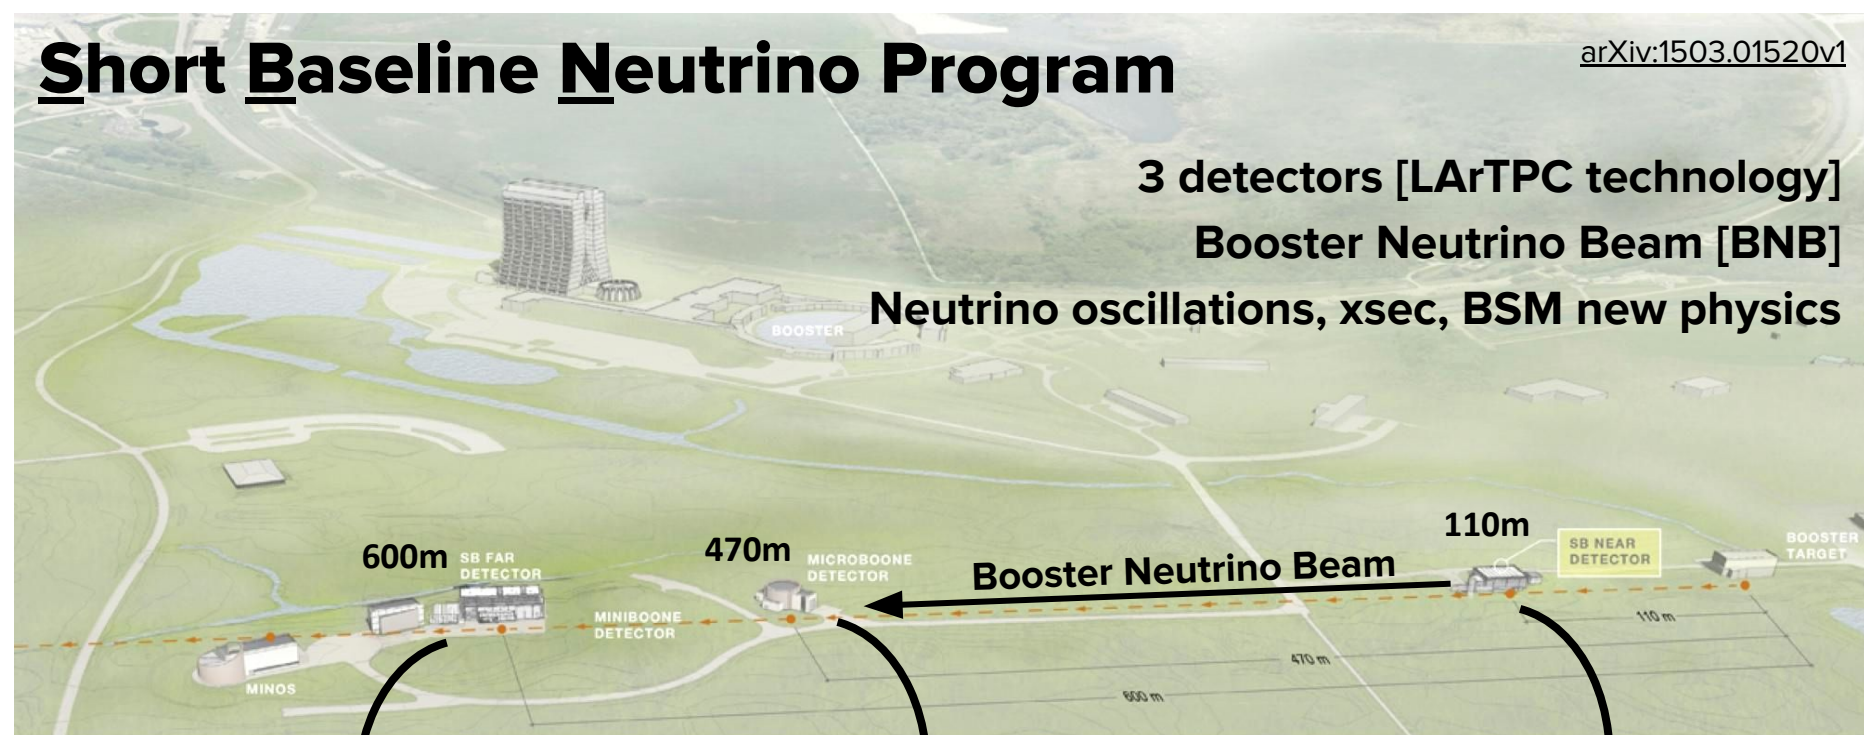 Short Baseline Neutrino Program
arXiv:1503.01520v1
3 detectors [LArTPC technology]
Booster Neutrino Beam [BNB]
Neutrino oscillations, xsec, BSM new physics
BOOSTER
600m
SB FAR
DETECTOR
MINIBOONE
DETECTOR
470m
MICROBOONE
DETECTOR
Booster Neutrino Beam
110m
SB NEAR
DETECTOR
BOOSTER
TARGET
MINOS
110 m
470 m
600 m